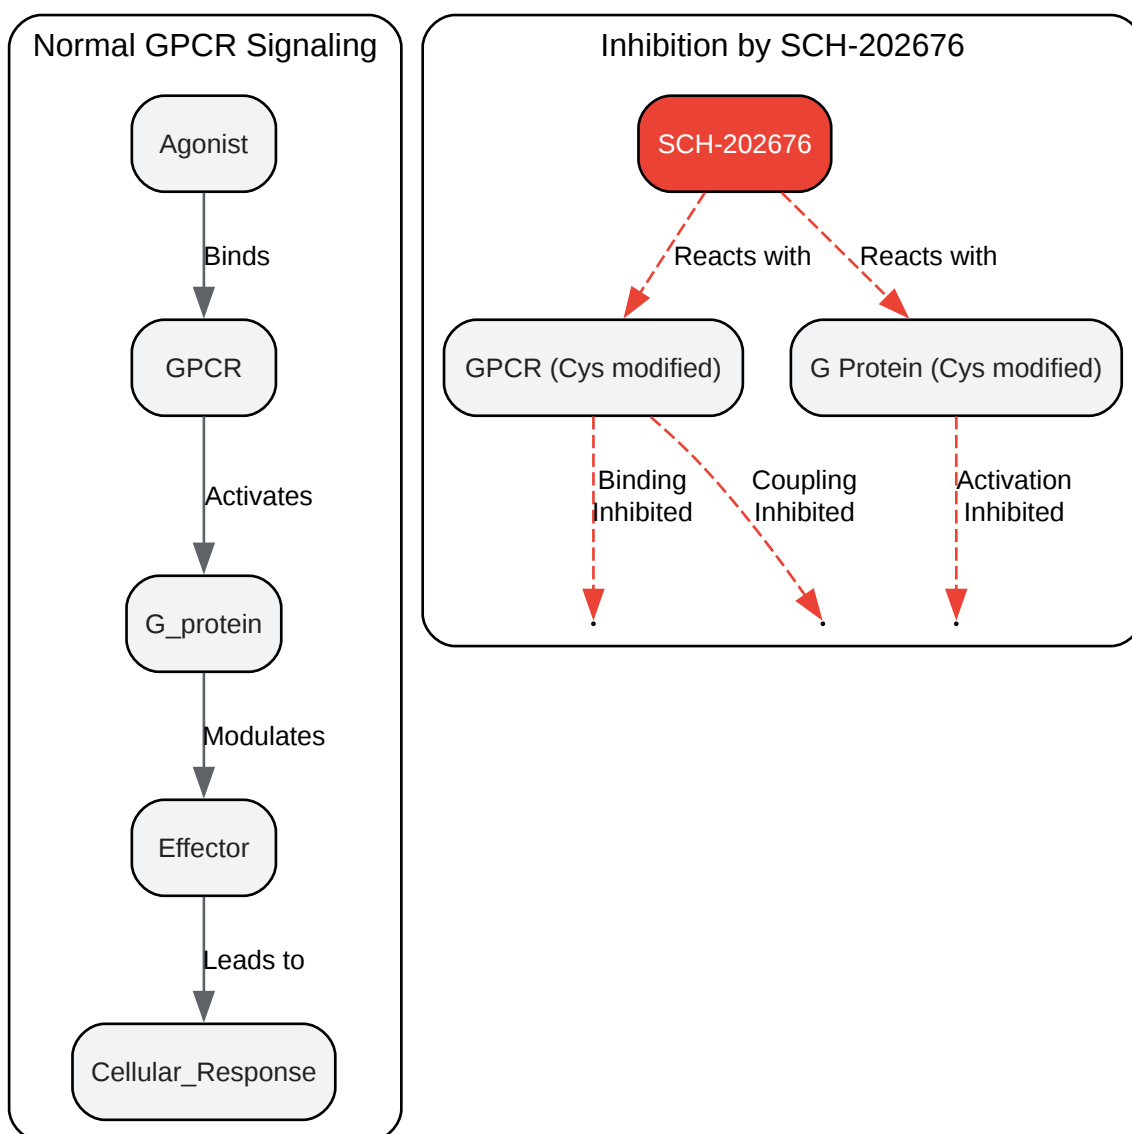 Normal GPCR Signaling
Agonist
Binds
GPCR
Activates
G_protein
Modulates
Effector
Leads to
Cellular_Response
Inhibition by SCH-202676
SCH-202676
Reacts with
Reacts with
GPCR (Cys modified)
G Protein (Cys modified)
Binding
Inhibited
Coupling
Inhibited
Activation
Inhibited